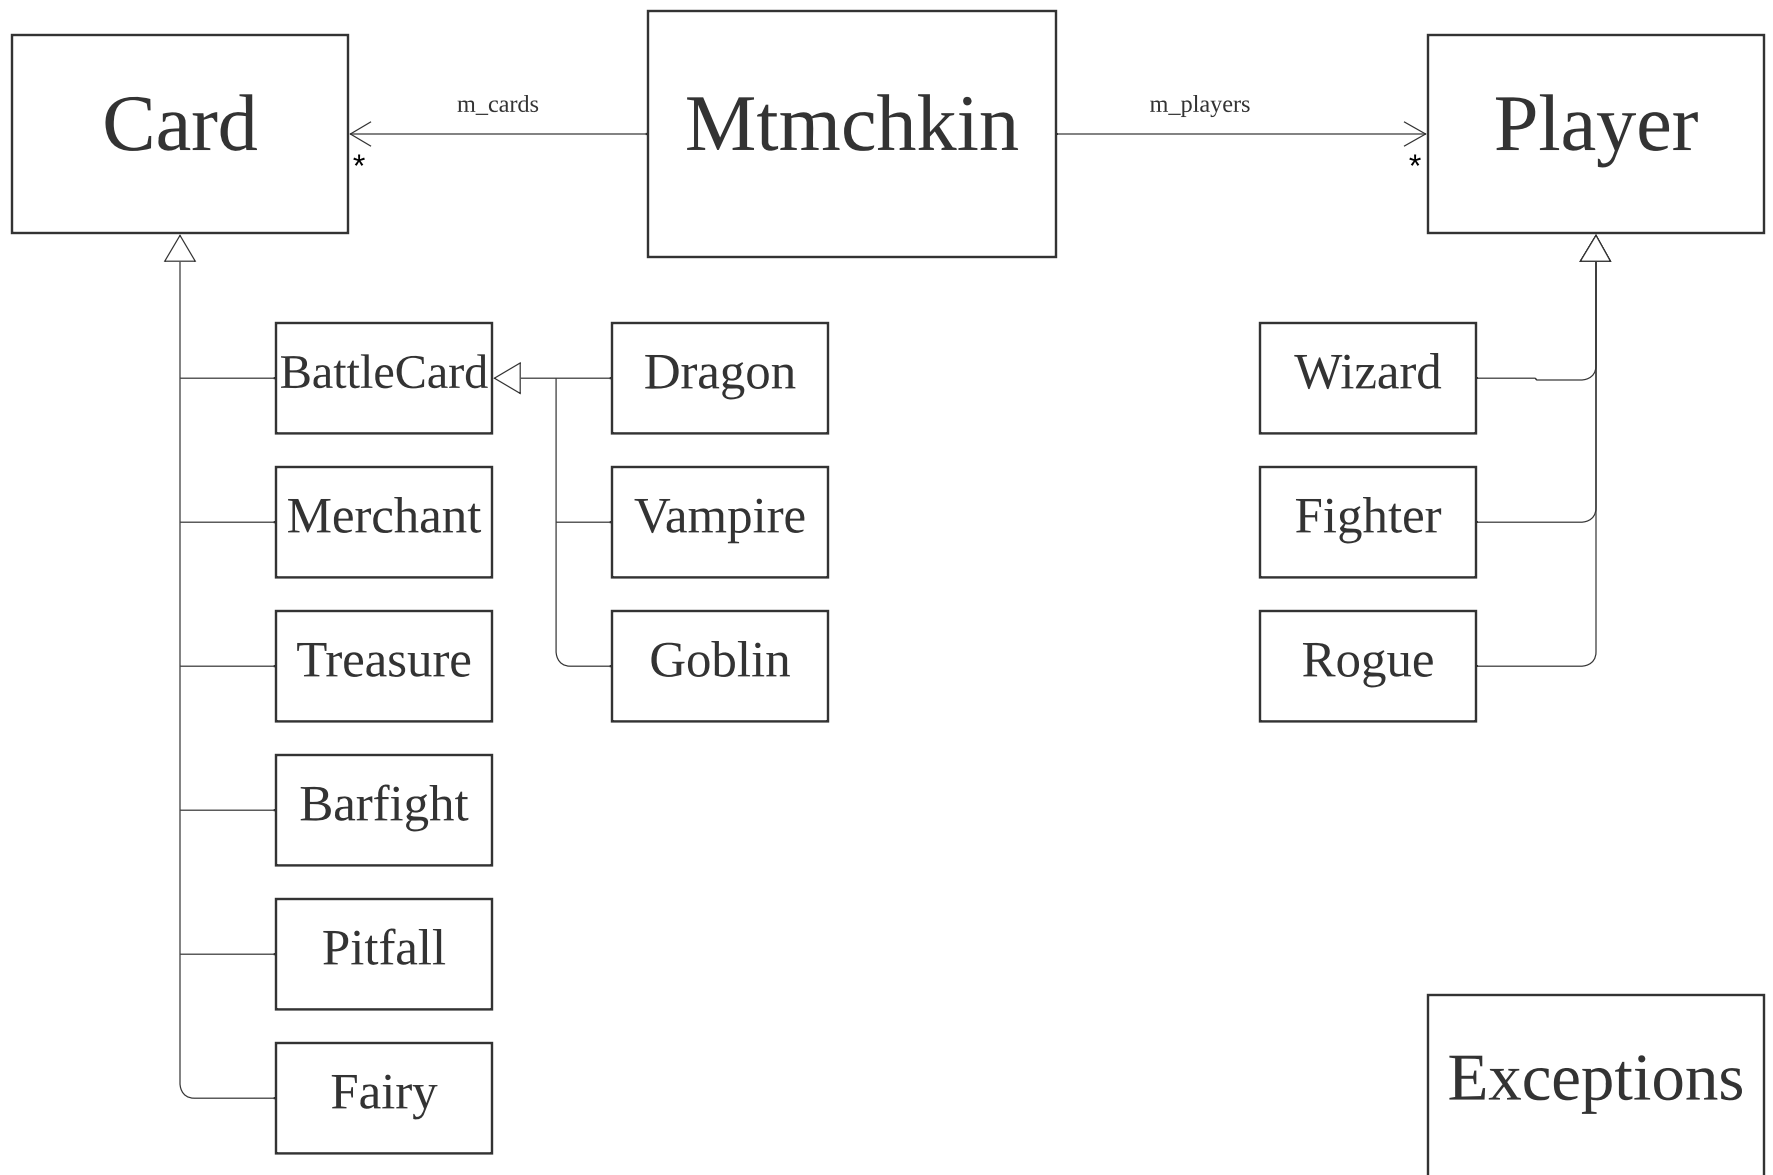 Card
m_cards
*
Mtmchkin
m_players
*
Player
BattleCard
Dragon
Wizard
Merchant
Vampire
Fighter
Treasure
Goblin
Rogue
Barfight
Pitfall
Fairy
Exceptions